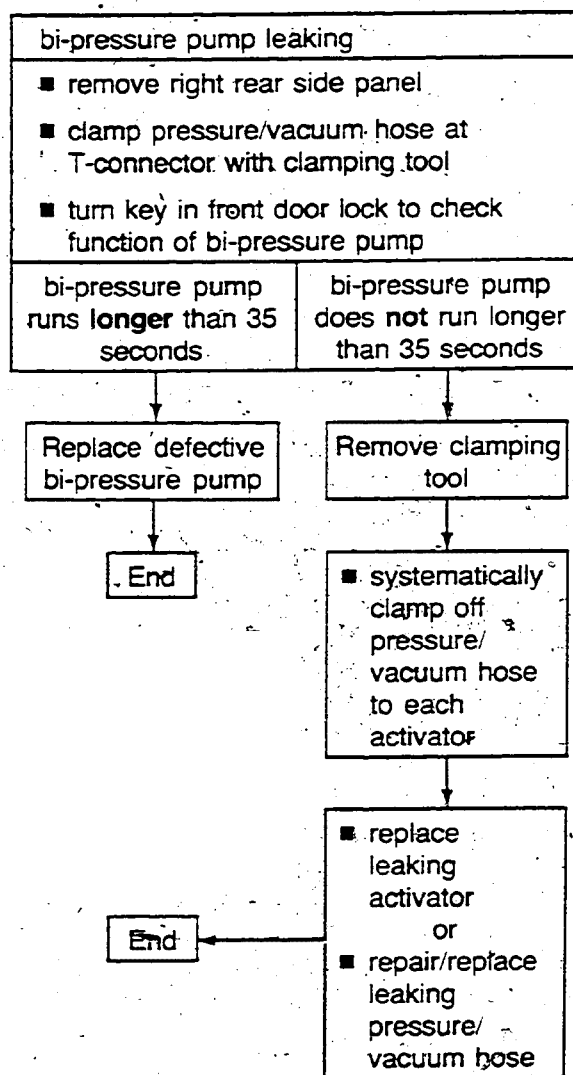 bi-pressure pump leaking
■ remove right rear side panel
■ clamp pressure/vacuum hose at
T-connector with clamping tool
■ turn key in front door lock to check
function of bi-pressure pump
bi-pressure pump
runs longer than 35
seconds
bi-pressure pump
does not run longer
than 35 seconds
Replace defective
bi-pressure pump
Remove clamping
tool
End
■ systematically
clamp off
pressure/
vacuum hose
to each
activator
■ replace
leaking
activator
or
■ repair/replace
leaking
pressure/
vacuum hose
End